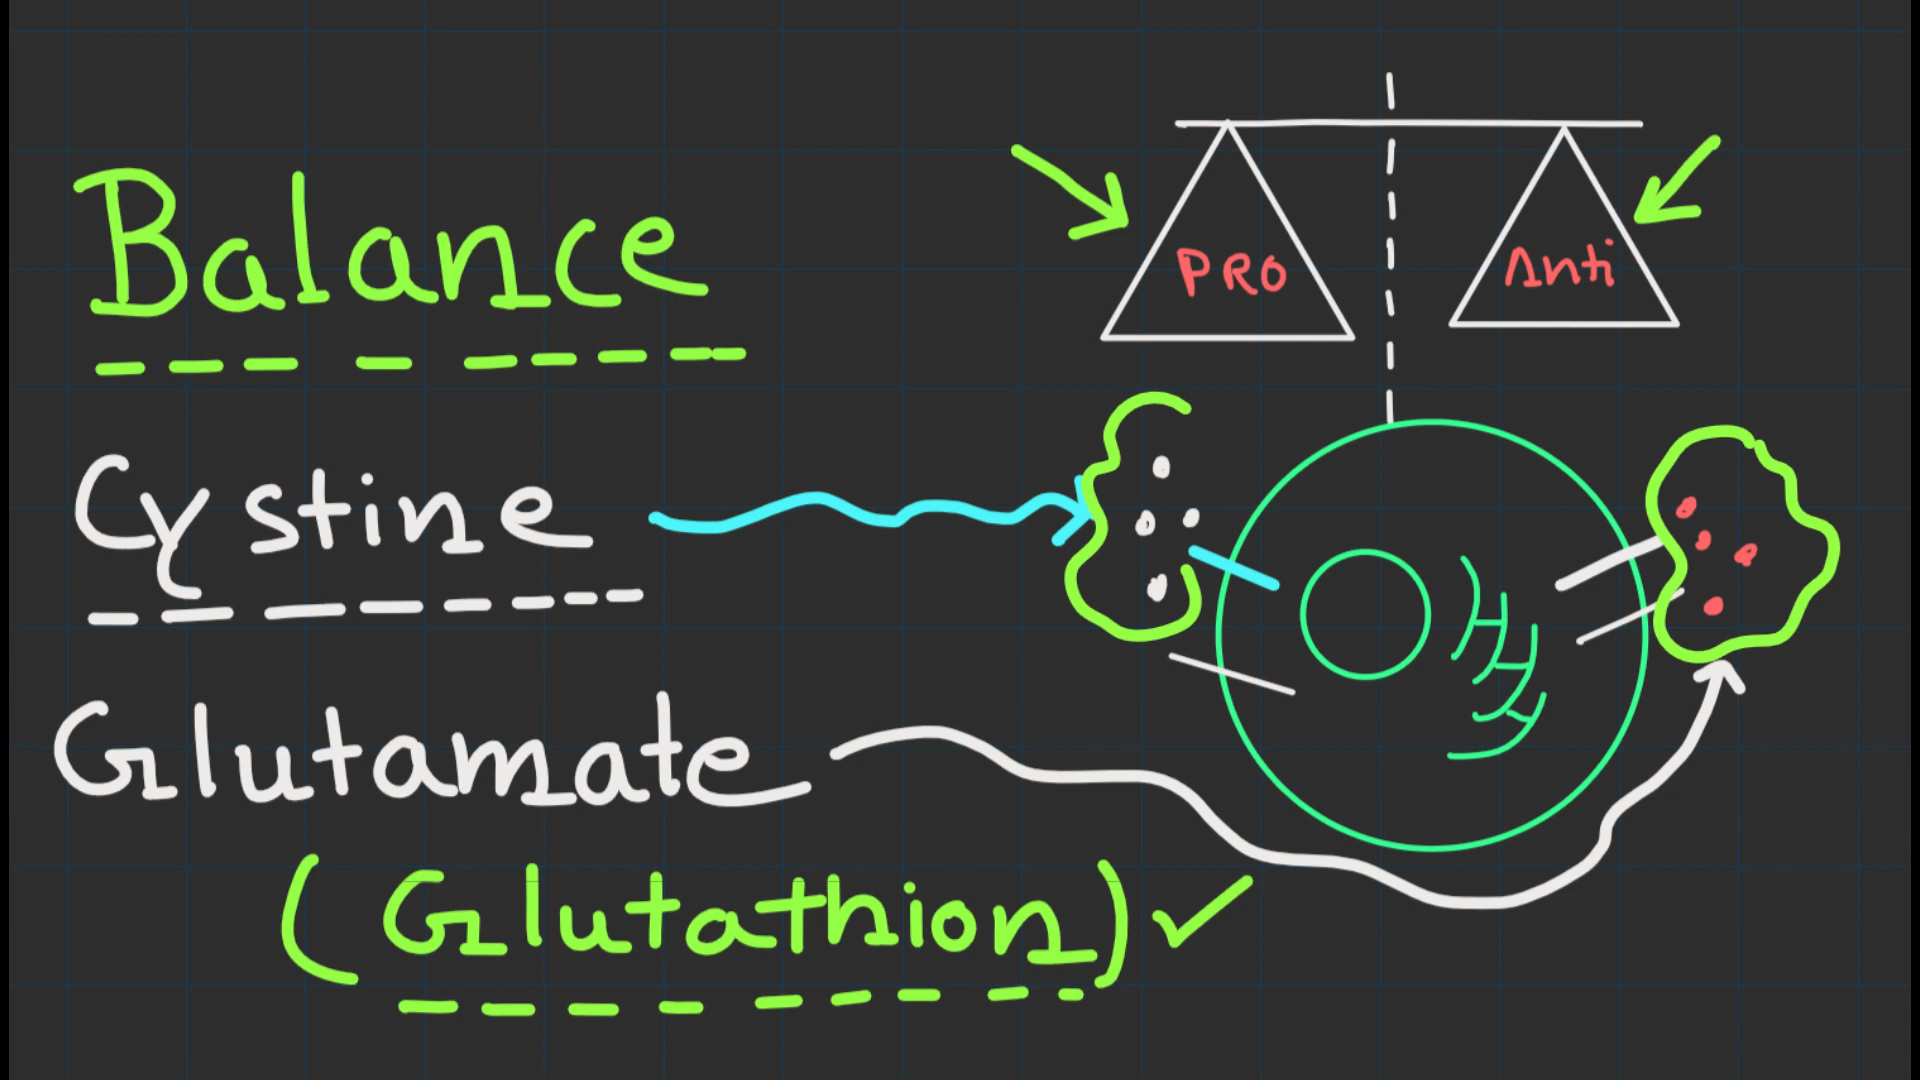 Balance
PRO
Anti
Cystine
Glutamate
(Glutathion)